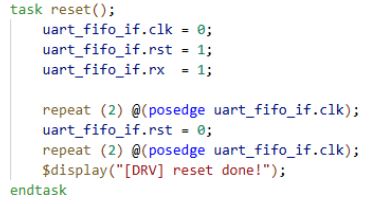 task reset();
    uart_fifo_if.clk = 0;
    uart_fifo_if.rst = 1;
    uart_fifo_if.rx  = 1;

    repeat (2) @(posedge uart_fifo_if.clk);
    uart_fifo_if.rst = 0;
    repeat (2) @(posedge uart_fifo_if.clk);
    $display("[DRV] reset done!");
endtask